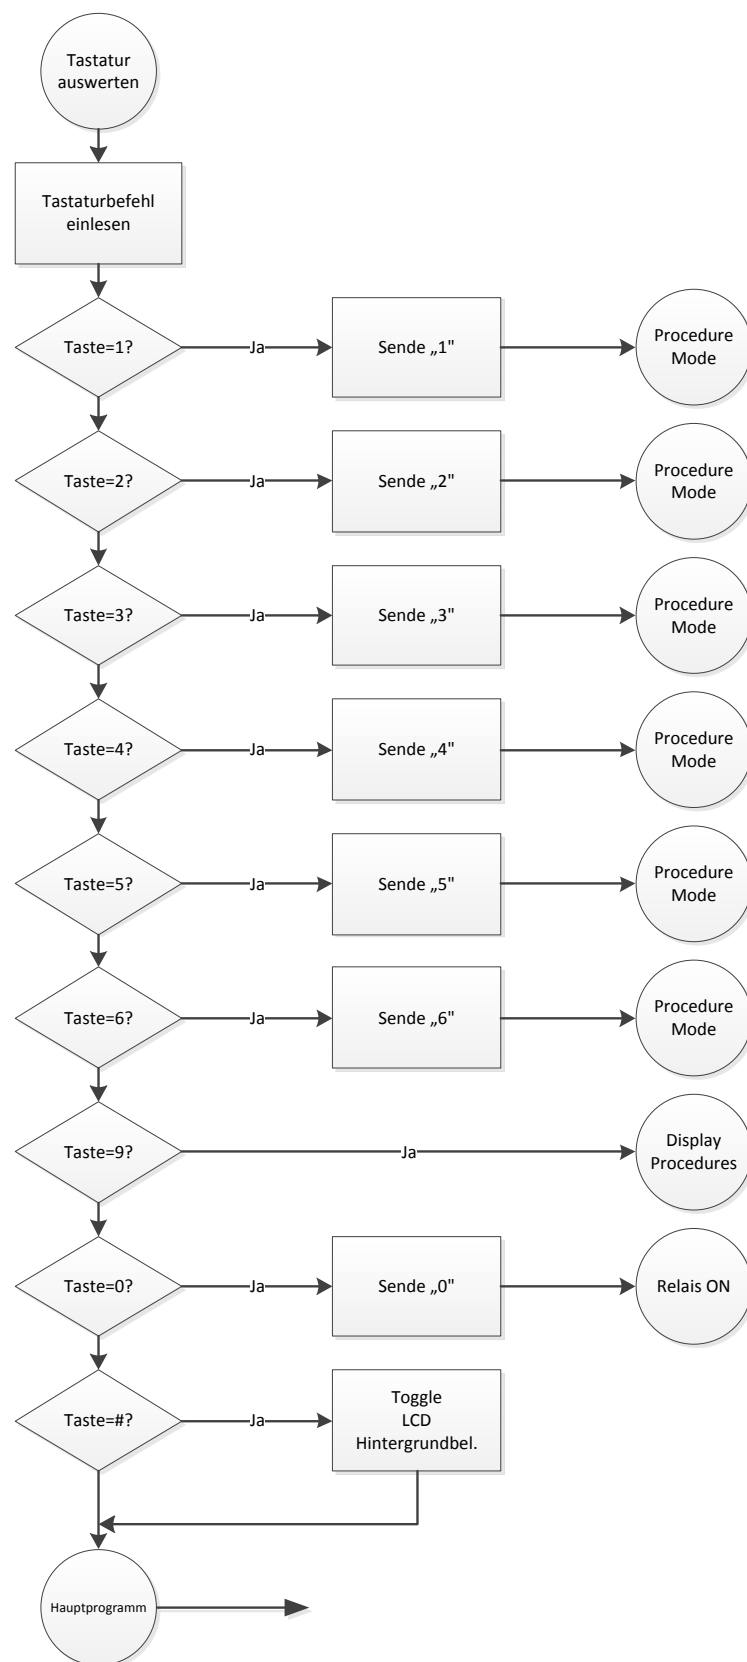 Tastatur
auswerten
Tastaturbefehl
einlesen
Taste=1?
Ja
Sende „1"
Procedure
Mode
Taste=2?
Ja
Sende „2"
Procedure
Mode
Taste=3?
Ja
Sende „3"
Procedure
Mode
Taste=4?
Ja
Sende „4"
Procedure
Mode
Taste=5?
Ja
Sende „5"
Procedure
Mode
Taste=6?
Ja
Sende „6"
Procedure
Mode
Taste=9?
Ja
Display
Procedures
Taste=0?
Ja
Sende „0"
Relais ON
Taste=#?
Ja
Toggle
LCD
Hintergrundbel.
Hauptprogramm